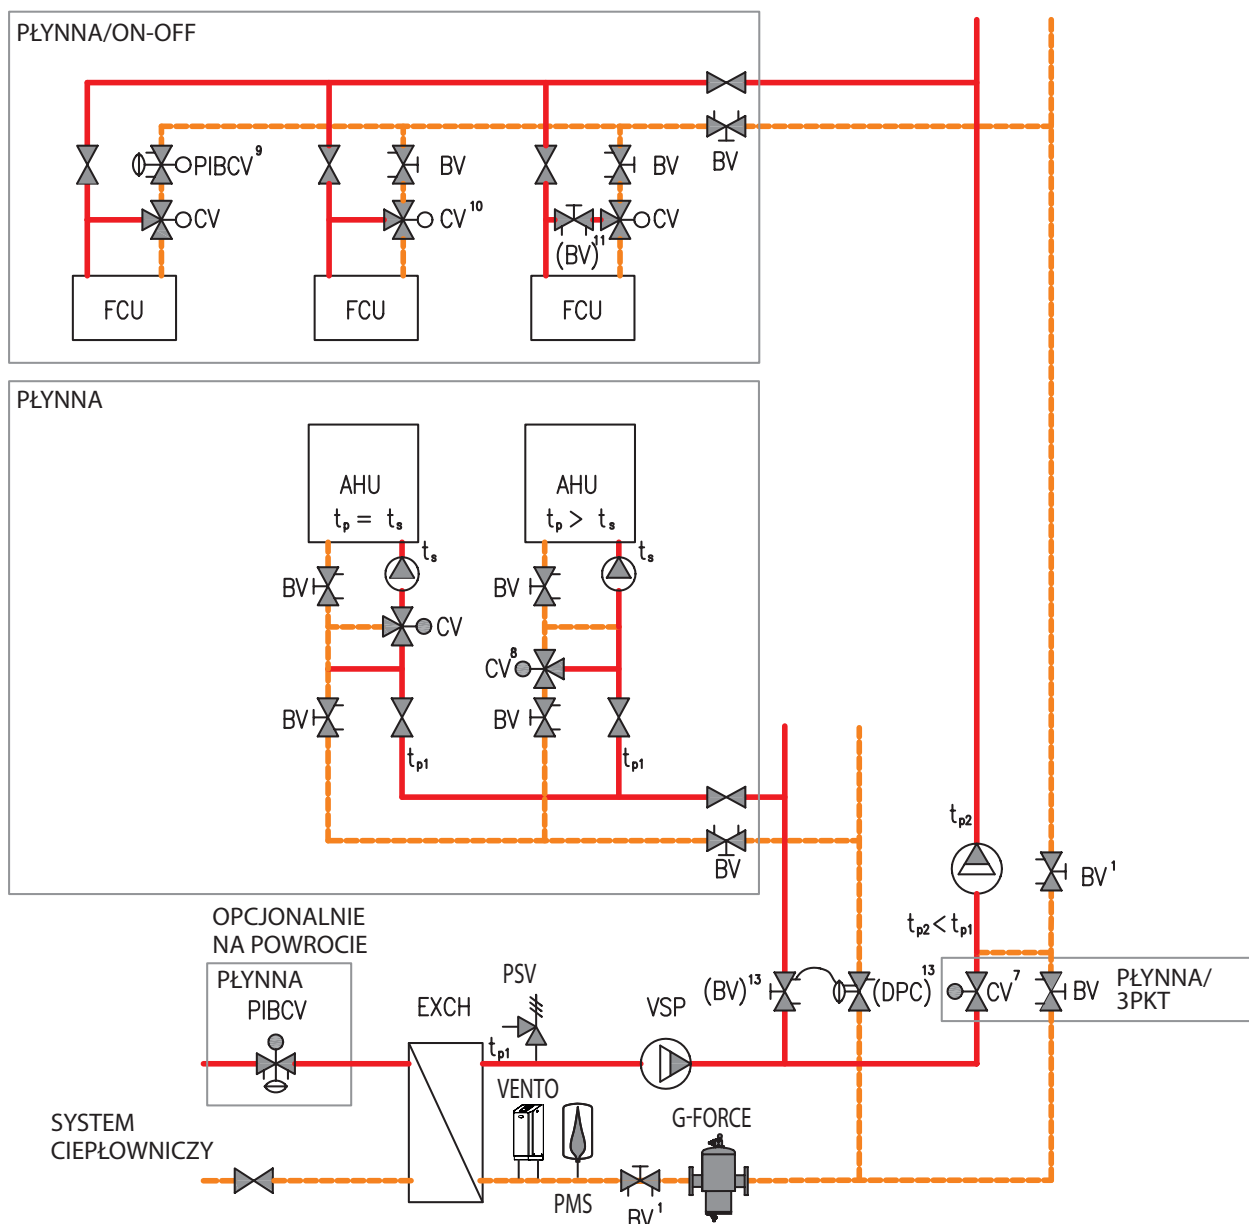 PŁYNNA/ON-OFF
PIBCV⁹
BV
BV
BV
CV
CV¹⁰
(BV)¹¹
CV
FCU
FCU
FCU
PŁYNNA
AHU
tp = ts
AHU
tp > ts
ts
ts
BV
BV
CV
CV⁸
BV
BV
tp1
tp1
BV
tp2
BV¹
tp2<tp1
OPCJONALNIE
NA POWROCIE
PŁYNNA
PIBCV
EXCH
PSV
VSP
(BV)¹³
(DPC)¹³
CV⁷
BV
PŁYNNA/
3PKT
tp1
VENTO
G-FORCE
SYSTEM
CIEPŁOWNICZY
PMS
BV¹